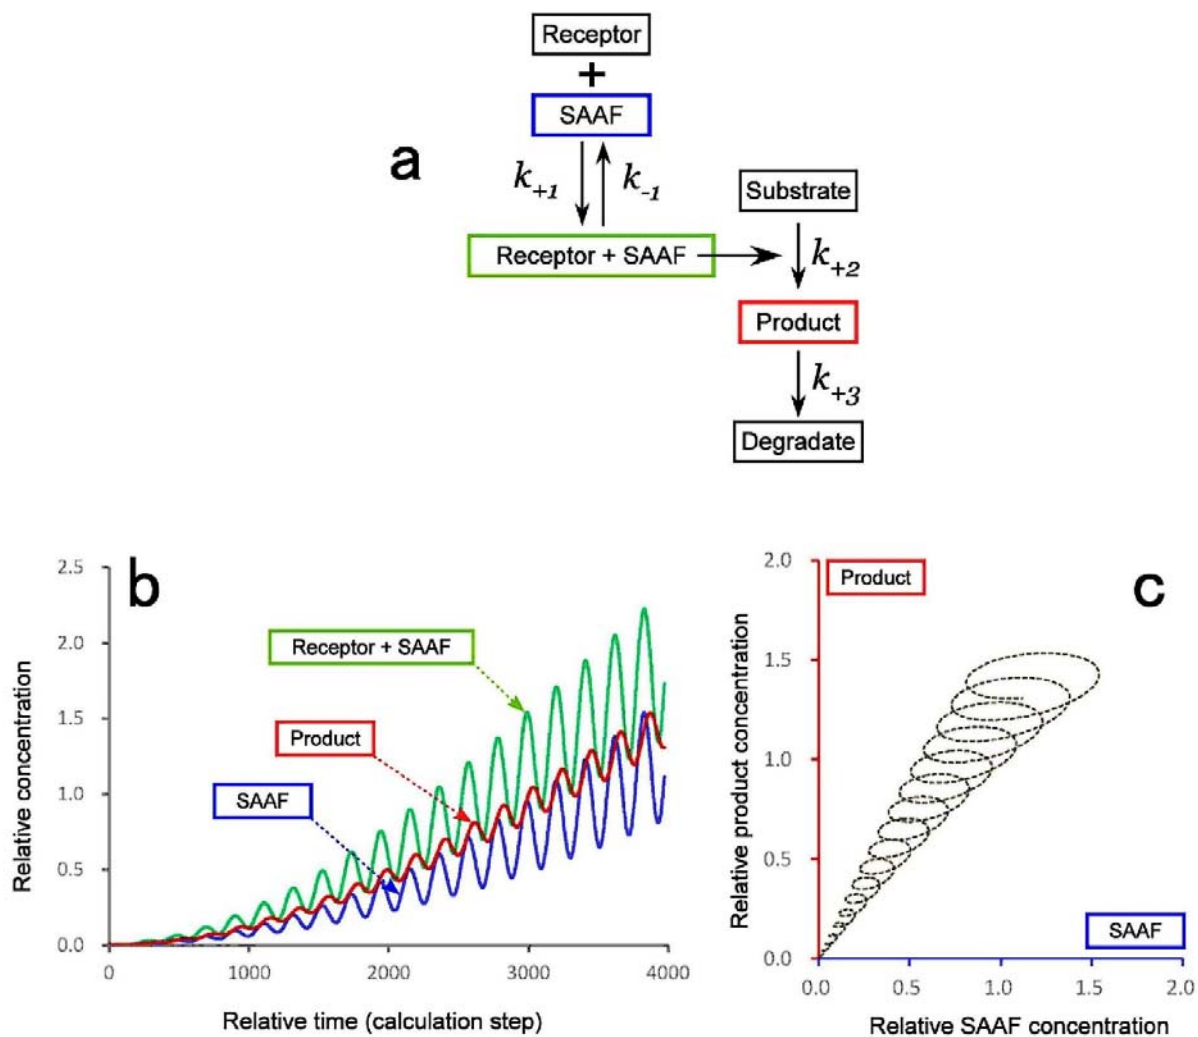 Receptor
+
SAAF
a
k+1
k-1
Substrate
Receptor + SAAF
k+2
Product
k+3
Degradate
b
2.5
2.0
1.5
1.0
0.5
0.0
Relative concentration
Receptor + SAAF
Product
SAAF
0
1000
2000
3000
4000
Relative time (calculation step)
c
2.0
1.5
1.0
0.5
0.0
Relative product concentration
Product
SAAF
0.0
0.5
1.0
1.5
2.0
Relative SAAF concentration